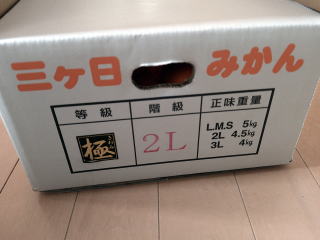 三ヶ日 みかん
等級 階級 正味重量
極 2L L.M.S 5kg
2L 4.5kg
3L 4kg